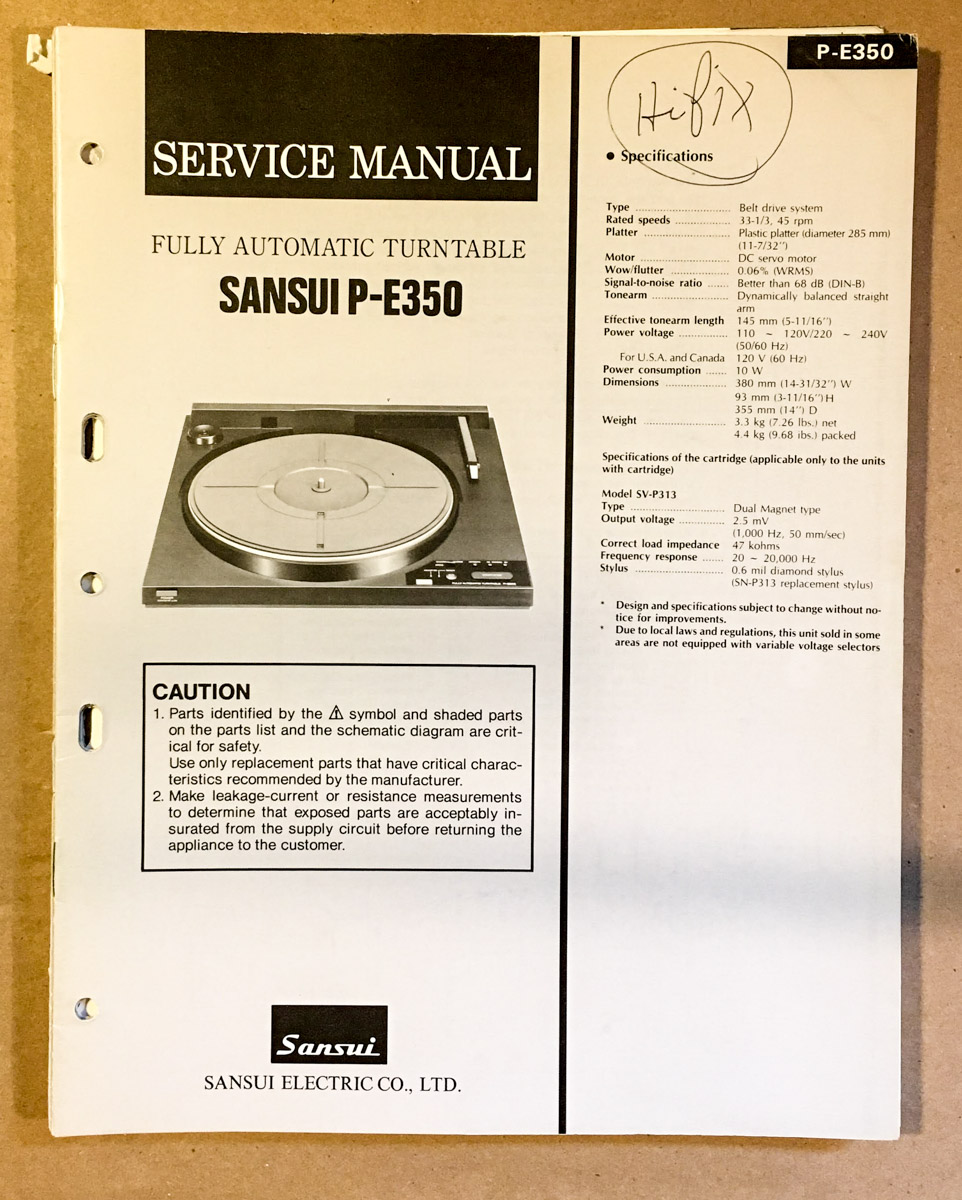 SERVICE MANUAL
FULLY AUTOMATIC TURNTABLE
SANSUI P-E350
CAUTION
1. Parts identified by the ⚠ symbol and shaded parts
on the parts list and the schematic diagram are crit-
ical for safety.
Use only replacement parts that have critical charac-
teristics recommended by the manufacturer.
2. Make leakage-current or resistance measurements
to determine that exposed parts are acceptably in-
surated from the supply circuit before returning the
appliance to the customer.
Sansui
SANSUI ELECTRIC CO., LTD.
P-E350
Hifix
● Specifications
Type ............................ Belt drive system
Rated speeds ................. 33-1/3, 45 rpm
Platter .......................... Plastic platter (diameter 285 mm)
(11-7/32")
Motor ........................... DC servo motor
Wow/flutter .................. 0.06% (WRMS)
Signal-to-noise ratio ...... Better than 68 dB (DIN-B)
Tonearm ....................... Dynamically balanced straight
arm
Effective tonearm length 145 mm (5-11/16")
Power voltage ............... 110 ~ 120V/220 ~ 240V
(50/60 Hz)
For U.S.A. and Canada 120 V (60 Hz)
Power consumption ...... 10 W
Dimensions .................. 380 mm (14-31/32") W
93 mm (3-11/16") H
355 mm (14") D
Weight ........................ 3.3 kg (7.26 lbs.) net
4.4 kg (9.68 ibs.) packed
Specifications of the cartridge (applicable only to the units
with cartridge)
Model SV-P313
Type ............................ Dual Magnet type
Output voltage .............. 2.5 mV
(1,000 Hz, 50 mm/sec)
Correct load impedance 47 kohms
Frequency response ...... 20 ~ 20,000 Hz
Stylus .......................... 0.6 mil diamond stylus
(SN-P313 replacement stylus)
* Design and specifications subject to change without no-
tice for improvements.
* Due to local laws and regulations, this unit sold in some
areas are not equipped with variable voltage selectors